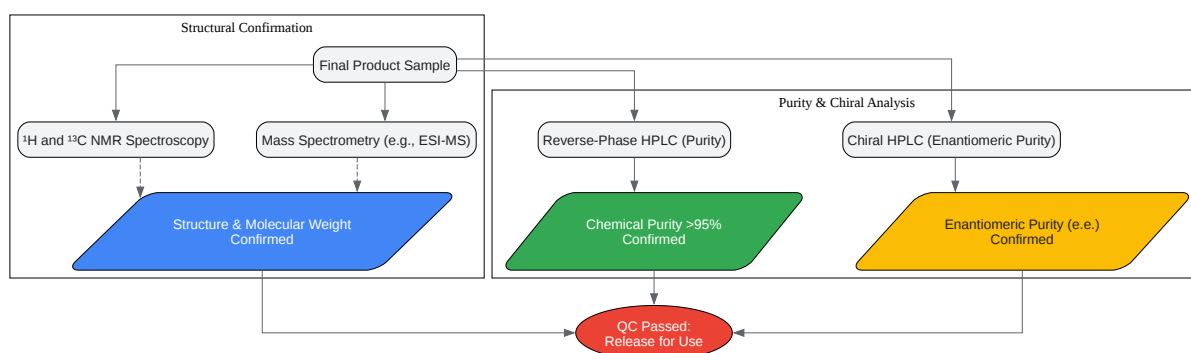 Structural Confirmation
Final Product Sample
Purity & Chiral Analysis
¹H and ¹³C NMR Spectroscopy
Mass Spectrometry (e.g., ESI-MS)
Reverse-Phase HPLC (Purity)
Chiral HPLC (Enantiomeric Purity)
Structure & Molecular Weight
Confirmed
Chemical Purity >95%
Confirmed
Enantiomeric Purity (e.e.)
Confirmed
QC Passed:
Release for Use